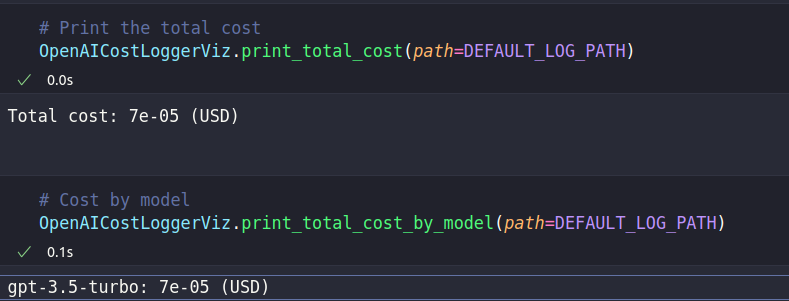 # Print the total cost
OpenAICostLoggerViz.print_total_cost(path=DEFAULT_LOG_PATH)
0.0s
Total cost: 7e-05 (USD)
# Cost by model
OpenAICostLoggerViz.print_total_cost_by_model(path=DEFAULT_LOG_PATH)
0.1s
gpt-3.5-turbo: 7e-05 (USD)